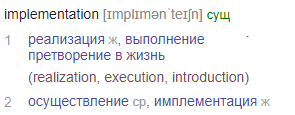 implementation [ɪmplɪmənˈteɪʃn] сущ
1 реализация ж, выполнение
претворение в жизнь
(realization, execution, introduction)
2 осуществление ср, имплементация ж